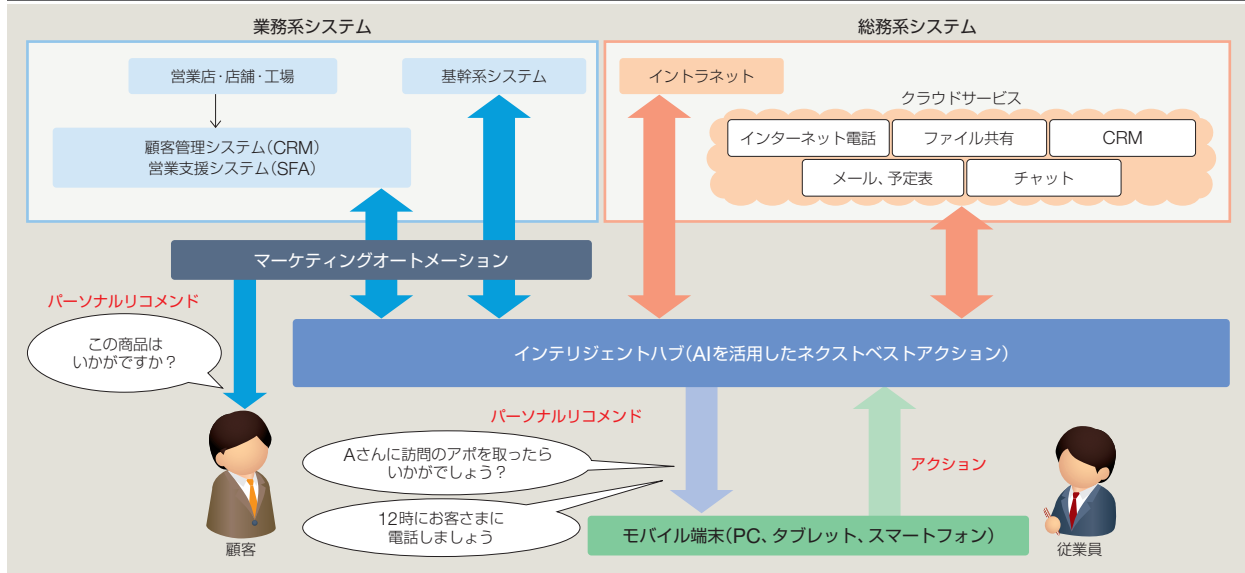 業務系システム
総務系システム
営業店・店舗・工場
基幹系システム
イントラネット
クラウドサービス
インターネット電話
ファイル共有
CRM
顧客管理システム(CRM)
営業支援システム(SFA)
メール、予定表
チャット
マーケティングオートメーション
パーソナルリコメンド
この商品は
いかがですか？
インテリジェントハブ(AIを活用したネクストベストアクション)
パーソナルリコメンド
Aさんに訪問のアポを取ったら
いかがでしょう？
アクション
12時にお客さまに
電話しましょう
モバイル端末(PC、タブレット、スマートフォン)
顧客
従業員